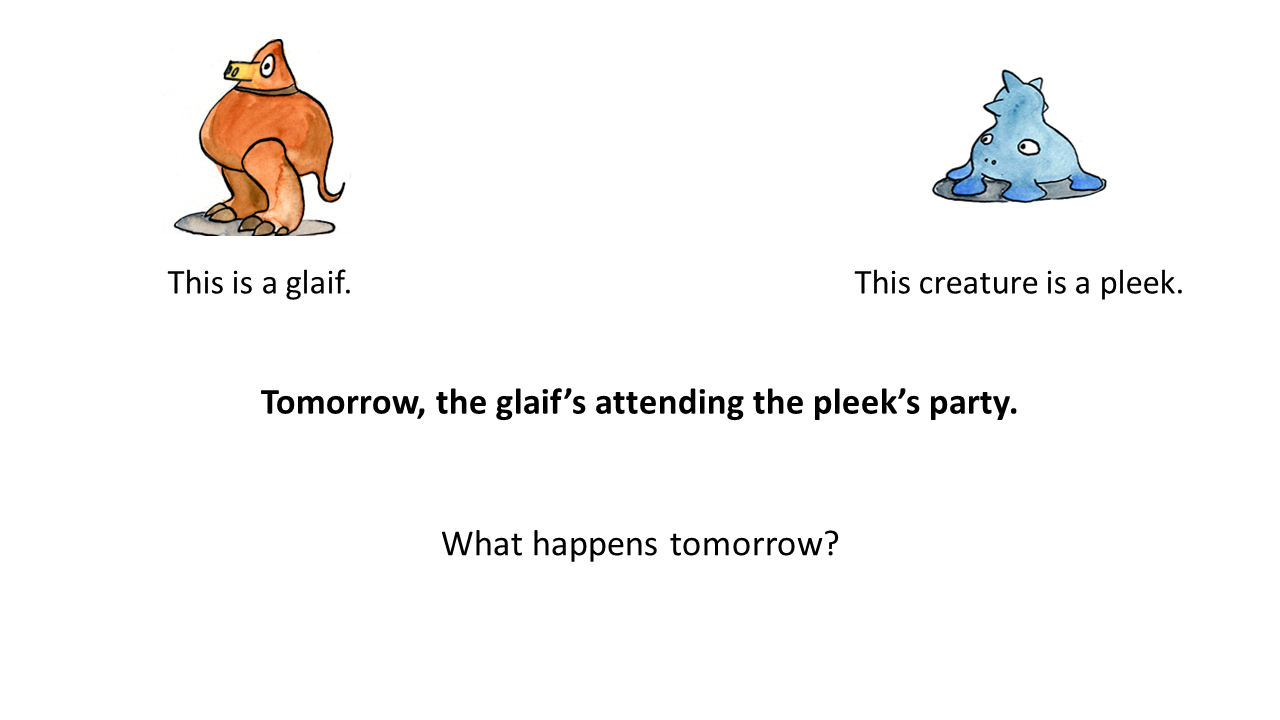 This is a glaif.
This creature is a pleek.
Tomorrow, the glaif’s attending the pleek’s party.
What happens tomorrow?